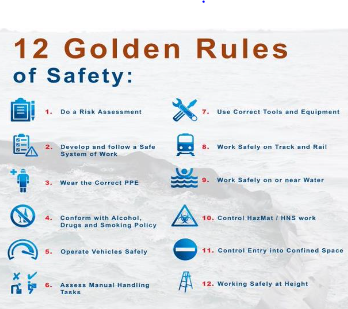 12 Golden Rules
of Safety:
1. Do a Risk Assessment
2. Develop and follow a Safe
System of Work
3. Wear the Correct PPE
4. Conform with Alcohol,
Drugs and Smoking Policy
5. Operate Vehicles Safely
6. Assess Manual Handling
Tasks
7. Use Correct Tools and Equipment
8. Work Safely on Track and Rail
9. Work Safely on or near Water
10. Control HazMat / HNS work
11. Control Entry into Confined Space
12. Working Safely at Height